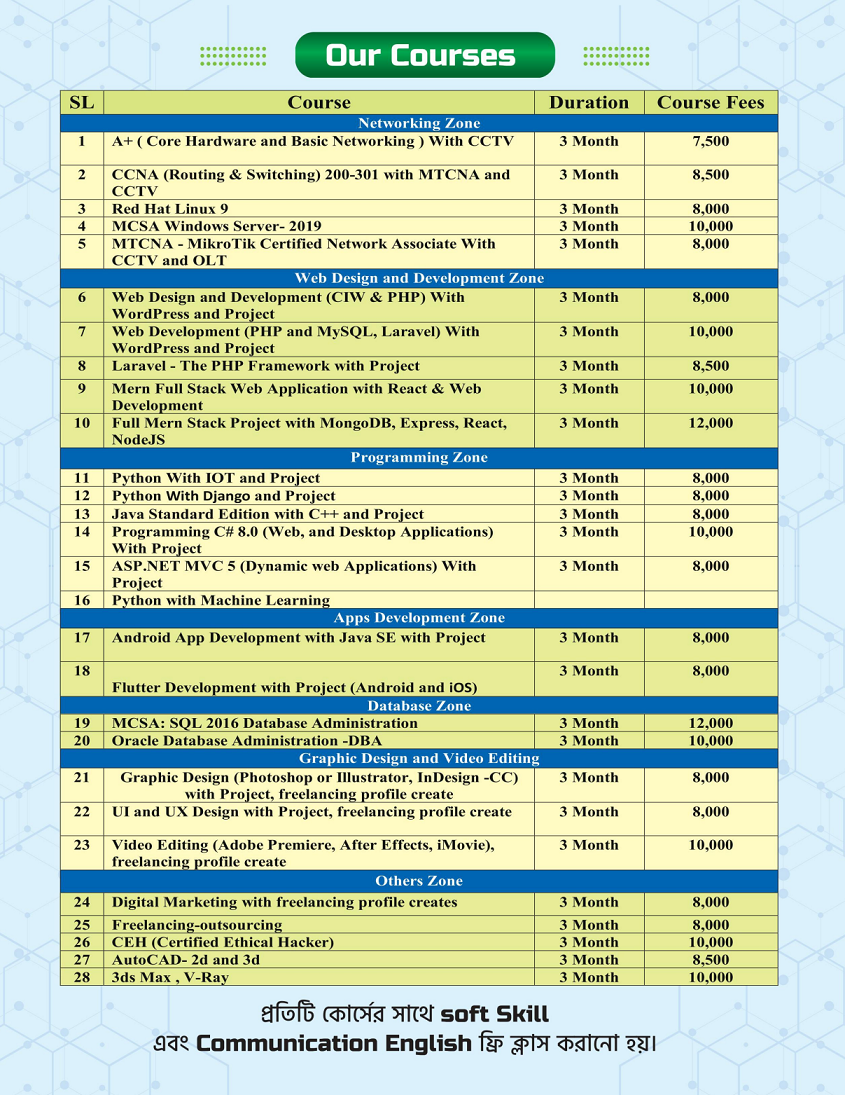 Our Courses
SL Course Duration Course Fees
Networking Zone
1 A+ ( Core Hardware and Basic Networking ) With CCTV 3 Month 7,500
2 CCNA (Routing & Switching) 200-301 with MTCNA and 3 Month 8,500
CCTV
3 Red Hat Linux 9 3 Month 8,000
4 MCSA Windows Server- 2019 3 Month 10,000
5 MTCNA - MikroTik Certified Network Associate With 3 Month 8,000
CCTV and OLT
Web Design and Development Zone
6 Web Design and Development (CIW & PHP) With 3 Month 8,000
WordPress and Project
7 Web Development (PHP and MySQL, Laravel) With 3 Month 10,000
WordPress and Project
8 Laravel - The PHP Framework with Project 3 Month 8,500
9 Mern Full Stack Web Application with React & Web 3 Month 10,000
Development
10 Full Mern Stack Project with MongoDB, Express, React, 3 Month 12,000
NodeJS
Programming Zone
11 Python With IOT and Project 3 Month 8,000
12 Python With Django and Project 3 Month 8,000
13 Java Standard Edition with C++ and Project 3 Month 8,000
14 Programming C# 8.0 (Web, and Desktop Applications) 3 Month 10,000
With Project
15 ASP.NET MVC 5 (Dynamic web Applications) With 3 Month 8,000
Project
16 Python with Machine Learning
Apps Development Zone
17 Android App Development with Java SE with Project 3 Month 8,000
18 3 Month 8,000
Flutter Development with Project (Android and iOS)
Database Zone
19 MCSA: SQL 2016 Database Administration 3 Month 12,000
20 Oracle Database Administration -DBA 3 Month 10,000
Graphic Design and Video Editing
21 Graphic Design (Photoshop or Illustrator, InDesign -CC) 3 Month 8,000
with Project, freelancing profile create
22 UI and UX Design with Project, freelancing profile create 3 Month 8,000
23 Video Editing (Adobe Premiere, After Effects, iMovie), 3 Month 10,000
freelancing profile create
Others Zone
24 Digital Marketing with freelancing profile creates 3 Month 8,000
25 Freelancing-outsourcing 3 Month 8,000
26 CEH (Certified Ethical Hacker) 3 Month 10,000
27 AutoCAD- 2d and 3d 3 Month 8,500
28 3ds Max , V-Ray 3 Month 10,000
প্রতিটি কোর্সের সাথে soft Skill
এবং Communication English ফ্রি ক্লাস করানো হয়।